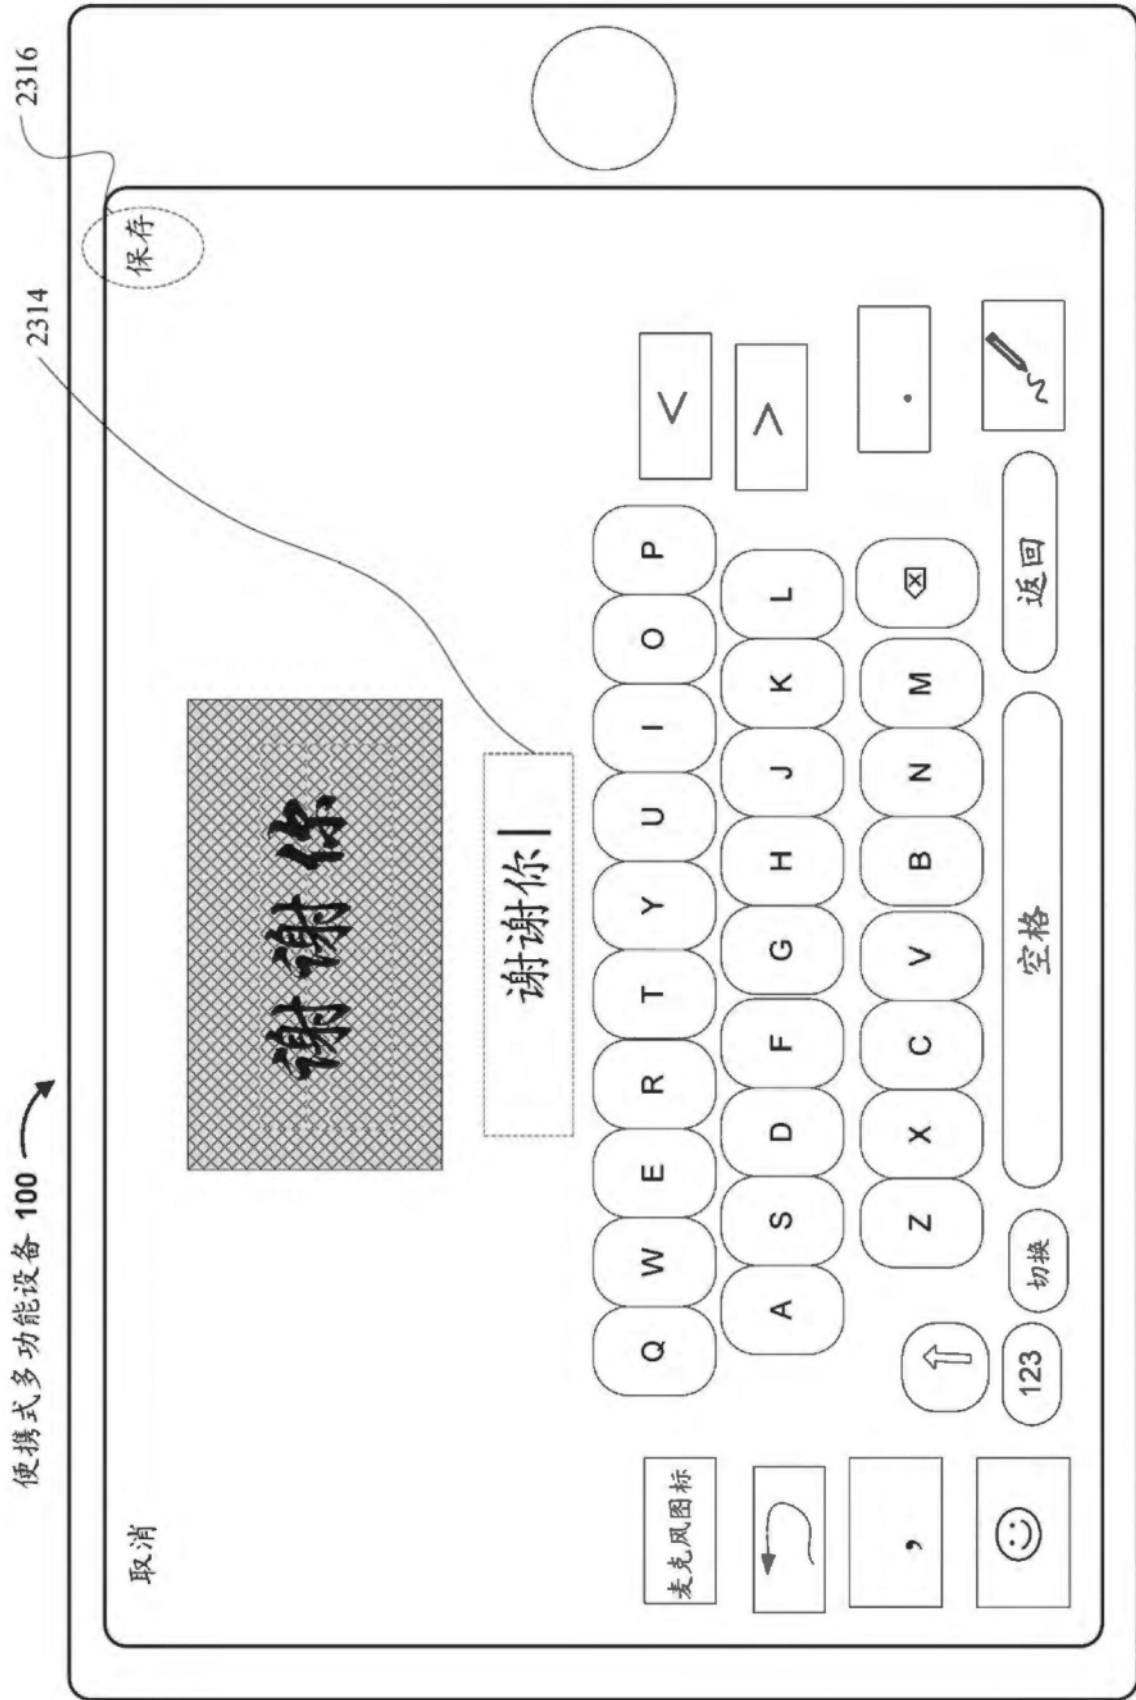 便携式多功能设备 100
2314
2316
取消
保存
谢谢你
谢谢你
麦克风图标
Q W E R T Y U I O P
<
A S D F G H J K L
>
,
Z X C V B N M
.
123
切换
空格
返回